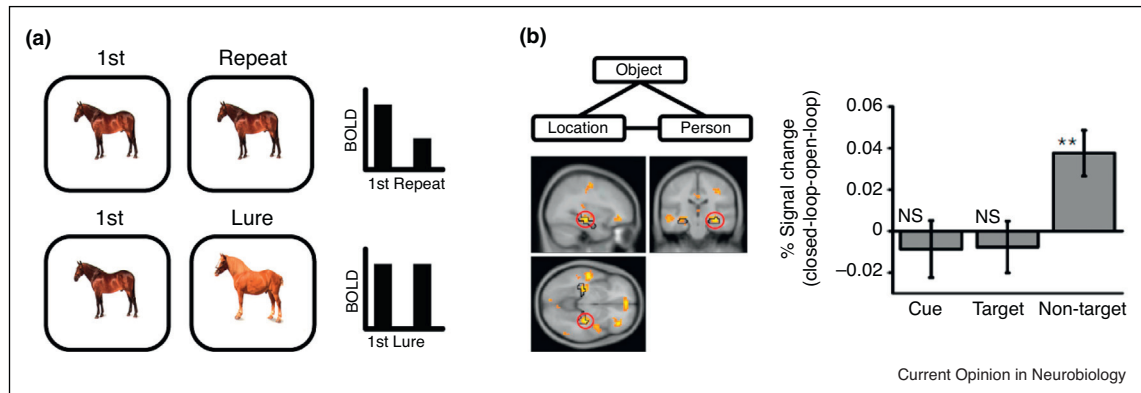 (a)
1st Repeat
BOLD
1st Repeat
1st Lure
BOLD
1st Lure
(b)
Object
Location Person
% Signal change
(closed-loop-open-loop)
0.06
0.04
0.02
0
−0.02
NS NS **
Cue Target Non-target
Current Opinion in Neurobiology